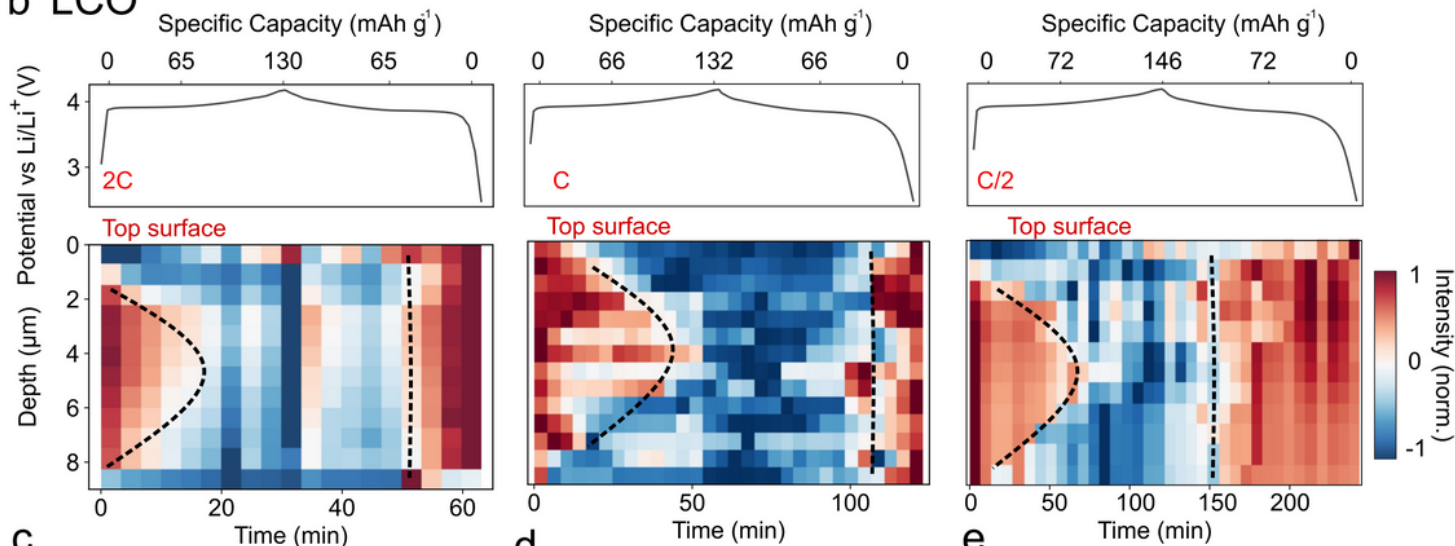 b LCO
Specific Capacity (mAh g⁻¹)
0 65 130 65 0
Potential vs Li/Li⁺ (V)
4
3
2C
Specific Capacity (mAh g⁻¹)
0 66 132 66 0
C
Specific Capacity (mAh g⁻¹)
0 72 146 72 0
C/2
Top surface
Depth (µm)
0
2
4
6
8
0 20 40 60
Time (min)
Top surface
0 50 100
Time (min)
Top surface
0 50 100 150 200
Time (min)
1
0
-1
Intensity (norm.)
c d e